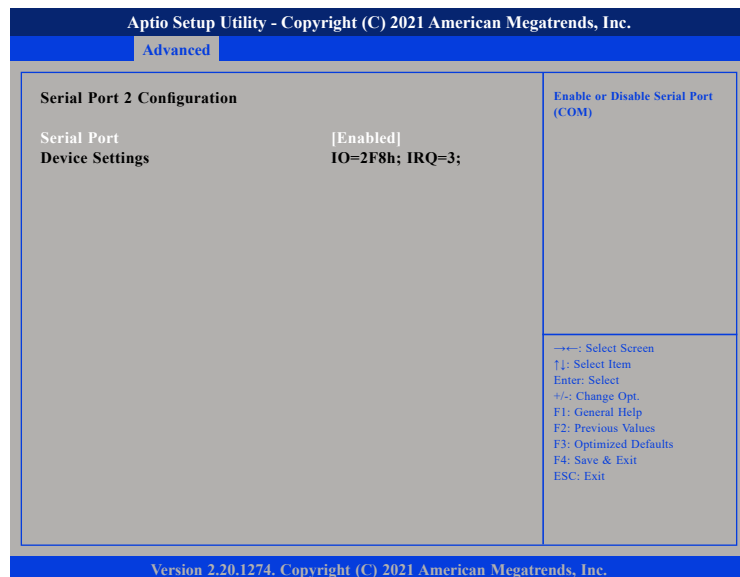 Aptio Setup Utility - Copyright (C) 2021 American Megatrends, Inc.
Advanced
Serial Port 2 Configuration
Serial Port [Enabled]
Device Settings IO=2F8h; IRQ=3;
Enable or Disable Serial Port
(COM)
→←: Select Screen
↑↓: Select Item
Enter: Select
+/-: Change Opt.
F1: General Help
F2: Previous Values
F3: Optimized Defaults
F4: Save & Exit
ESC: Exit
Version 2.20.1274. Copyright (C) 2021 American Megatrends, Inc.